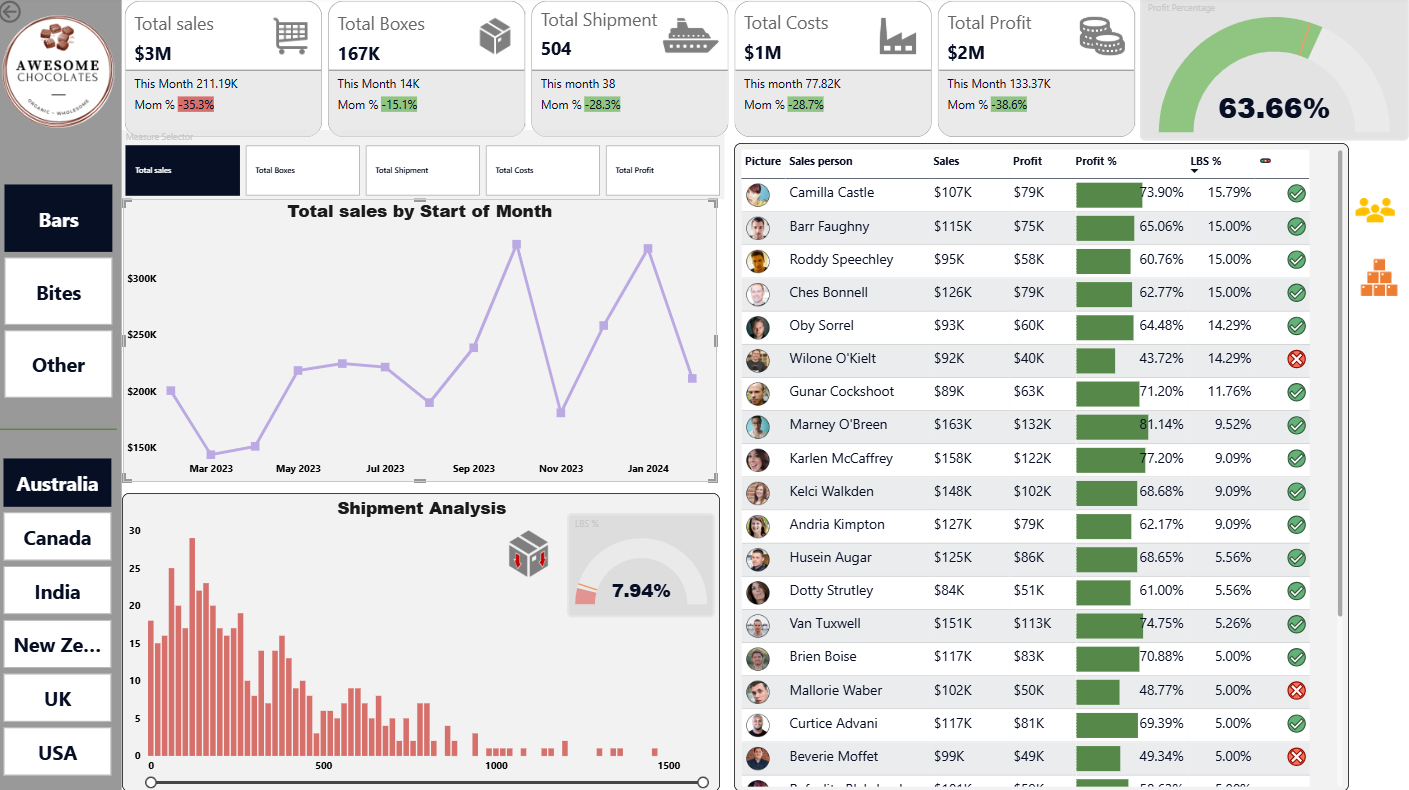 AWESOME
CHOCOLATES
ORGANIC - WHOLESOME
Total sales
$3M
This Month 211.19K
Mom % -35.3%
Total Boxes
167K
This Month 14K
Mom % -15.1%
Total Shipment
504
This month 38
Mom % -28.3%
Total Costs
$1M
This month 77.82K
Mom % -28.7%
Total Profit
$2M
This Month 133.37K
Mom % -38.6%
Profit Percentage
63.66%
Measure Selector
Total sales
Total Boxes
Total Shipment
Total Costs
Total Profit
Bars
Bites
Other
Australia
Canada
India
New Ze...
UK
USA
Total sales by Start of Month
$300K
$250K
$200K
$150K
Mar 2023 May 2023 Jul 2023 Sep 2023 Nov 2023 Jan 2024
Shipment Analysis
30
25
20
15
10
5
0
0 500 1000 1500
LBS %
7.94%
Picture Sales person Sales Profit Profit % LBS %
Camilla Castle $107K $79K 73.90% 15.79%
Barr Faughny $115K $75K 65.06% 15.00%
Roddy Speechley $95K $58K 60.76% 15.00%
Ches Bonnell $126K $79K 62.77% 15.00%
Oby Sorrel $93K $60K 64.48% 14.29%
Wilone O'Kielt $92K $40K 43.72% 14.29%
Gunar Cockshoot $89K $63K 71.20% 11.76%
Marney O'Breen $163K $132K 81.14% 9.52%
Karlen McCaffrey $158K $122K 77.20% 9.09%
Kelci Walkden $148K $102K 68.68% 9.09%
Andria Kimpton $127K $79K 62.17% 9.09%
Husein Augar $125K $86K 68.65% 5.56%
Dotty Strutley $84K $51K 61.00% 5.56%
Van Tuxwell $151K $113K 74.75% 5.26%
Brien Boise $117K $83K 70.88% 5.00%
Mallorie Waber $102K $50K 48.77% 5.00%
Curtice Advani $117K $81K 69.39% 5.00%
Beverie Moffet $99K $49K 49.34% 5.00%